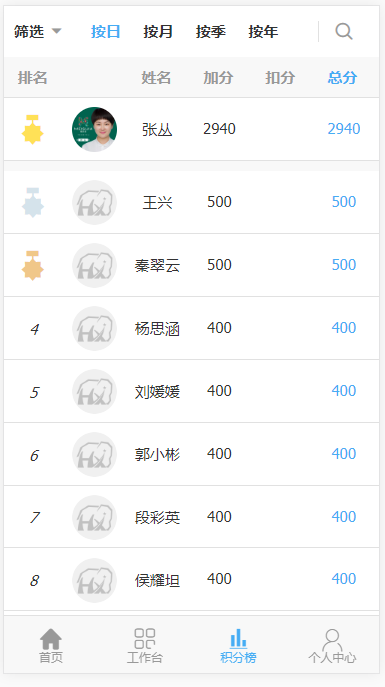 筛选 按日 按月 按季 按年
排名 姓名 加分 扣分 总分
张丛 2940 2940
王兴 500 500
秦翠云 500 500
4 杨思涵 400 400
5 刘媛媛 400 400
6 郭小彬 400 400
7 段彩英 400 400
8 侯耀坦 400 400
首页 工作台 积分榜 个人中心